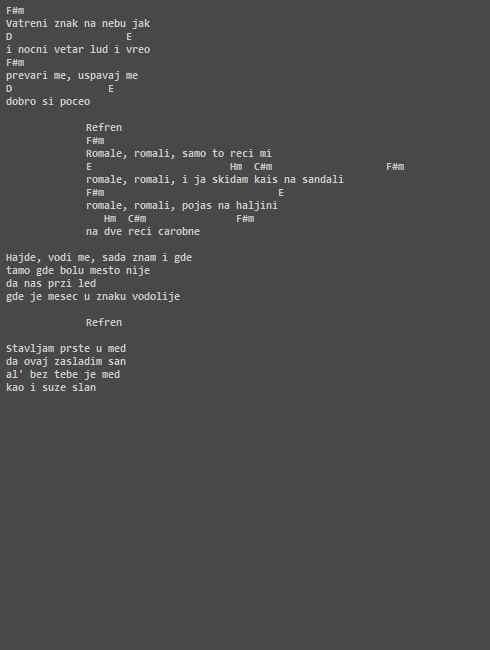 F#m
Vatreni znak na nebu jak
D                   E
i nocni vetar lud i vreo
F#m
prevari me, uspavaj me
D                E
dobro si poceo
Refren
F#m
Romale, romali, samo to reci mi
E                       Hm  C#m                   F#m
romale, romali, i ja skidam kais na sandali
F#m                             E
romale, romali, pojas na haljini
Hm  C#m               F#m
na dve reci carobne
Hajde, vodi me, sada znam i gde
tamo gde bolu mesto nije
da nas przi led
gde je mesec u znaku vodolije
Refren
Stavljam prste u med
da ovaj zasladim san
al' bez tebe je med
kao i suze slan